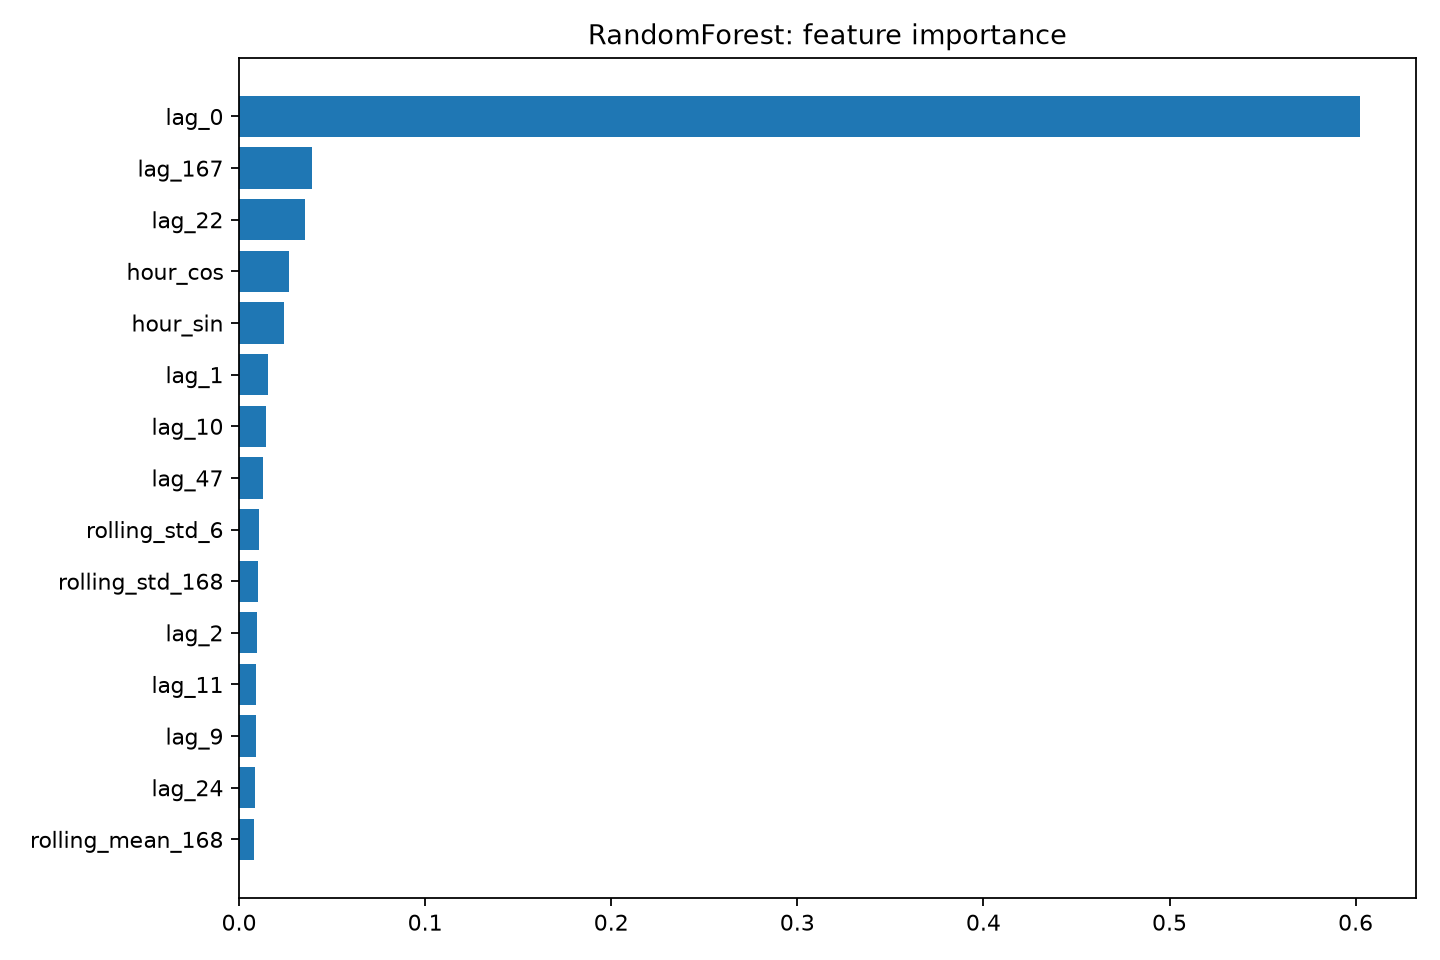 RandomForest: feature importance
lag_0
lag_167
lag_22
hour_cos
hour_sin
lag_1
lag_10
lag_47
rolling_std_6
rolling_std_168
lag_2
lag_11
lag_9
lag_24
rolling_mean_168
0.0 0.1 0.2 0.3 0.4 0.5 0.6